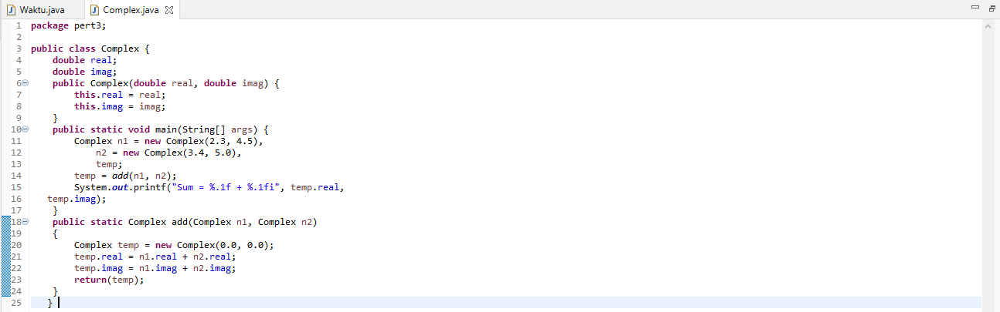 Waktu.java Complex.java
1 package pert3;
2
3 public class Complex {
4     double real;
5     double imag;
6     public Complex(double real, double imag) {
7         this.real = real;
8         this.imag = imag;
9     }
10     public static void main(String[] args) {
11         Complex n1 = new Complex(2.3, 4.5),
12             n2 = new Complex(3.4, 5.0),
13             temp;
14         temp = add(n1, n2);
15         System.out.printf("Sum = %.1f + %.1fi", temp.real,
16    temp.imag);
17     }
18     public static Complex add(Complex n1, Complex n2)
19     {
20         Complex temp = new Complex(0.0, 0.0);
21         temp.real = n1.real + n2.real;
22         temp.imag = n1.imag + n2.imag;
23         return(temp);
24     }
25    }